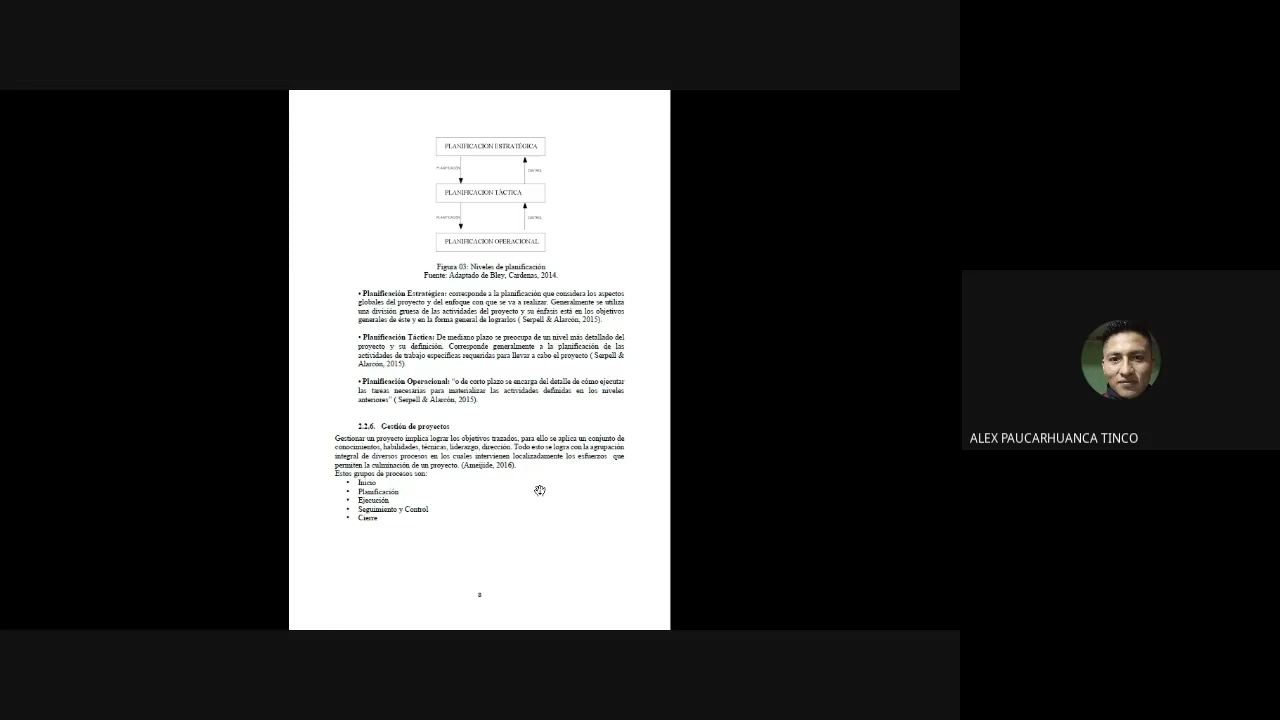 PLANIFICACION ESTRATÉGICA
PLANIFICACIÓN
CONTROL
PLANIFICACION TÁCTICA
PLANIFICACIÓN
CONTROL
PLANIFICACION OPERACIONAL
Figura 03: Niveles de planificación
Fuente: Adaptado de Bley, Cardenas, 2014.
• Planificación Estratégica: corresponde a la planificación que considera los aspectos
globales del proyecto y del enfoque con que se va a realizar. Generalmente se utiliza
una división gruesa de las actividades del proyecto y su énfasis está en los objetivos
generales de éste y en la forma general de lograrlos ( Serpell & Alarcón, 2015).
• Planificación Táctica: De mediano plazo se preocupa de un nivel más detallado del
proyecto y su definición. Corresponde generalmente a la planificación de las
actividades de trabajo específicas requeridas para llevar a cabo el proyecto ( Serpell &
Alarcón, 2015).
• Planificación Operacional: “o de corto plazo se encarga del detalle de cómo ejecutar
las tareas necesarias para materializar las actividades definidas en los niveles
anteriores” ( Serpell & Alarcón, 2015).
2.2.6. Gestión de proyectos
Gestionar un proyecto implica lograr los objetivos trazados, para ello se aplica un conjunto de
conocimientos, habilidades, técnicas, liderazgo, dirección. Todo esto se logra con la agrupación
integral de diversos procesos en los cuales intervienen localizadamente los esfuerzos que
permiten la culminación de un proyecto. (Ameijide, 2016).
Estos grupos de procesos son:
• Inicio
• Planificación
• Ejecución
• Seguimiento y Control
• Cierre
8
ALEX PAUCARHUANCA TINCO